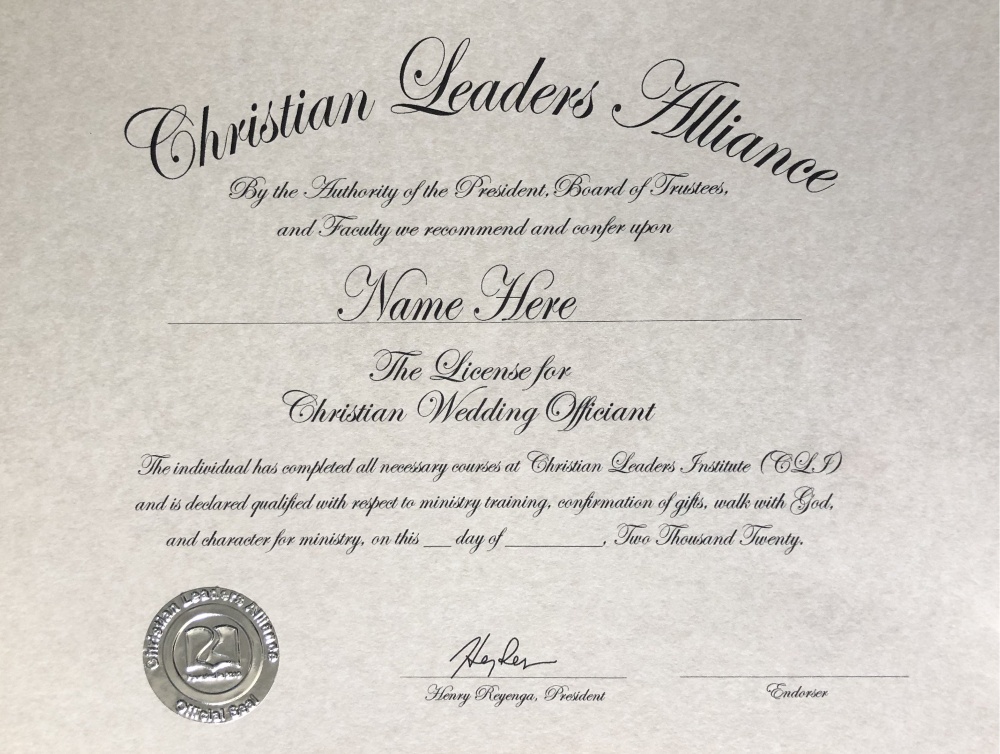 Christian Leaders Alliance
By the Authority of the President, Board of Trustees,
and Faculty we recommend and confer upon
Name Here
The License for
Christian Wedding Officiant
The individual has completed all necessary courses at Christian Leaders Institute (CLI)
and is declared qualified with respect to ministry training, confirmation of gifts, walk with God,
and character for ministry, on this ___ day of __________, Two Thousand Twenty.
Christian Leaders Alliance
Official Seal
Henry Reyenga, President
Endorser